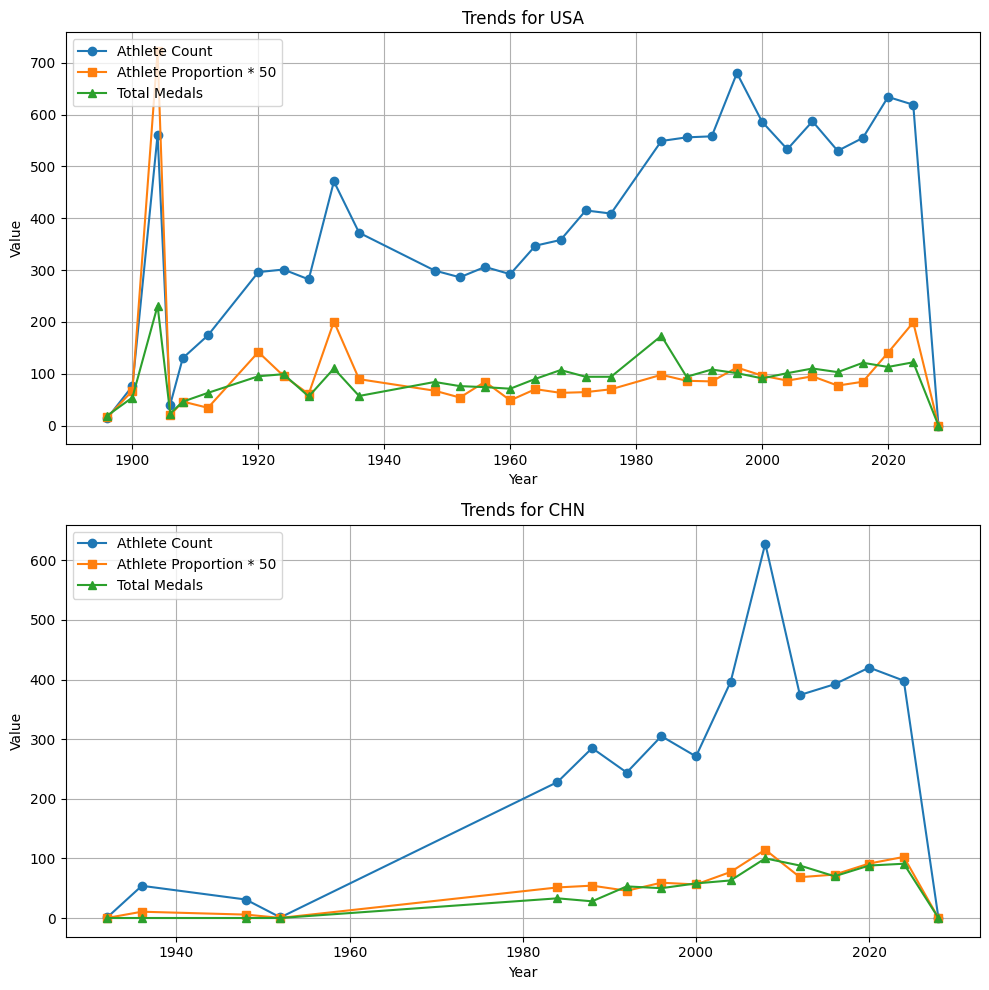 Trends for USA
Athlete Count
Athlete Proportion * 50
Total Medals
Value
700
600
500
400
300
200
100
0
1900 1920 1940 1960 1980 2000 2020
Year
Trends for CHN
Athlete Count
Athlete Proportion * 50
Total Medals
Value
600
500
400
300
200
100
0
1940 1960 1980 2000 2020
Year